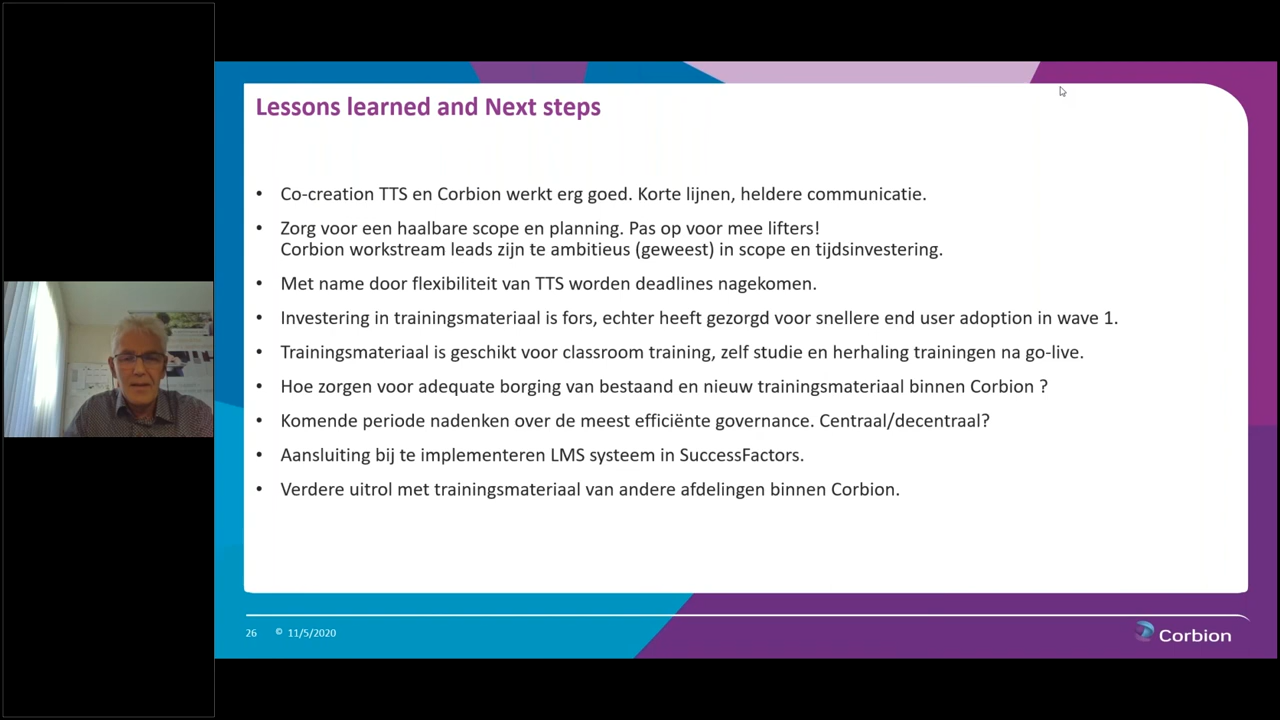 Lessons learned and Next steps
• Co-creation TTS en Corbion werkt erg goed. Korte lijnen, heldere communicatie.
• Zorg voor een haalbare scope en planning. Pas op voor mee lifters!
Corbion workstream leads zijn te ambitieus (geweest) in scope en tijdsinvestering.
• Met name door flexibiliteit van TTS worden deadlines nagekomen.
• Investering in trainingsmateriaal is fors, echter heeft gezorgd voor snellere end user adoption in wave 1.
• Trainingsmateriaal is geschikt voor classroom training, zelf studie en herhaling trainingen na go-live.
• Hoe zorgen voor adequate borging van bestaand en nieuw trainingsmateriaal binnen Corbion ?
• Komende periode nadenken over de meest efficiënte governance. Centraal/decentraal?
• Aansluiting bij te implementeren LMS systeem in SuccessFactors.
• Verdere uitrol met trainingsmateriaal van andere afdelingen binnen Corbion.
26 © 11/5/2020
Corbion